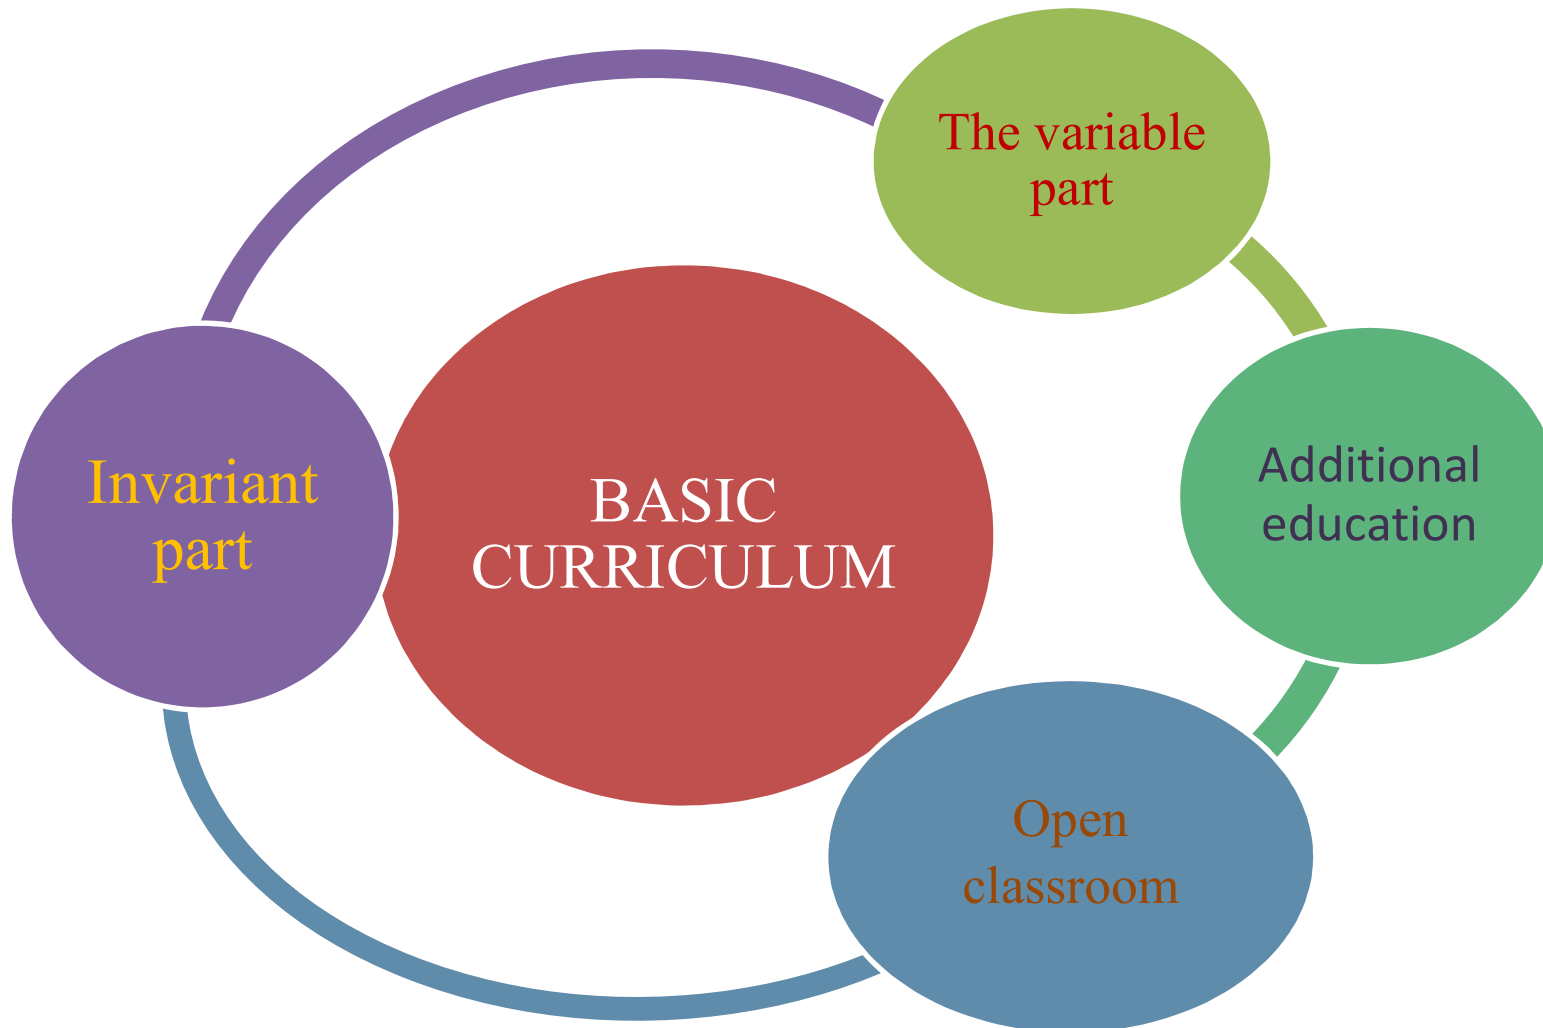 The variable
part
Invariant
part
BASIC
CURRICULUM
Additional
education
Open
classroom